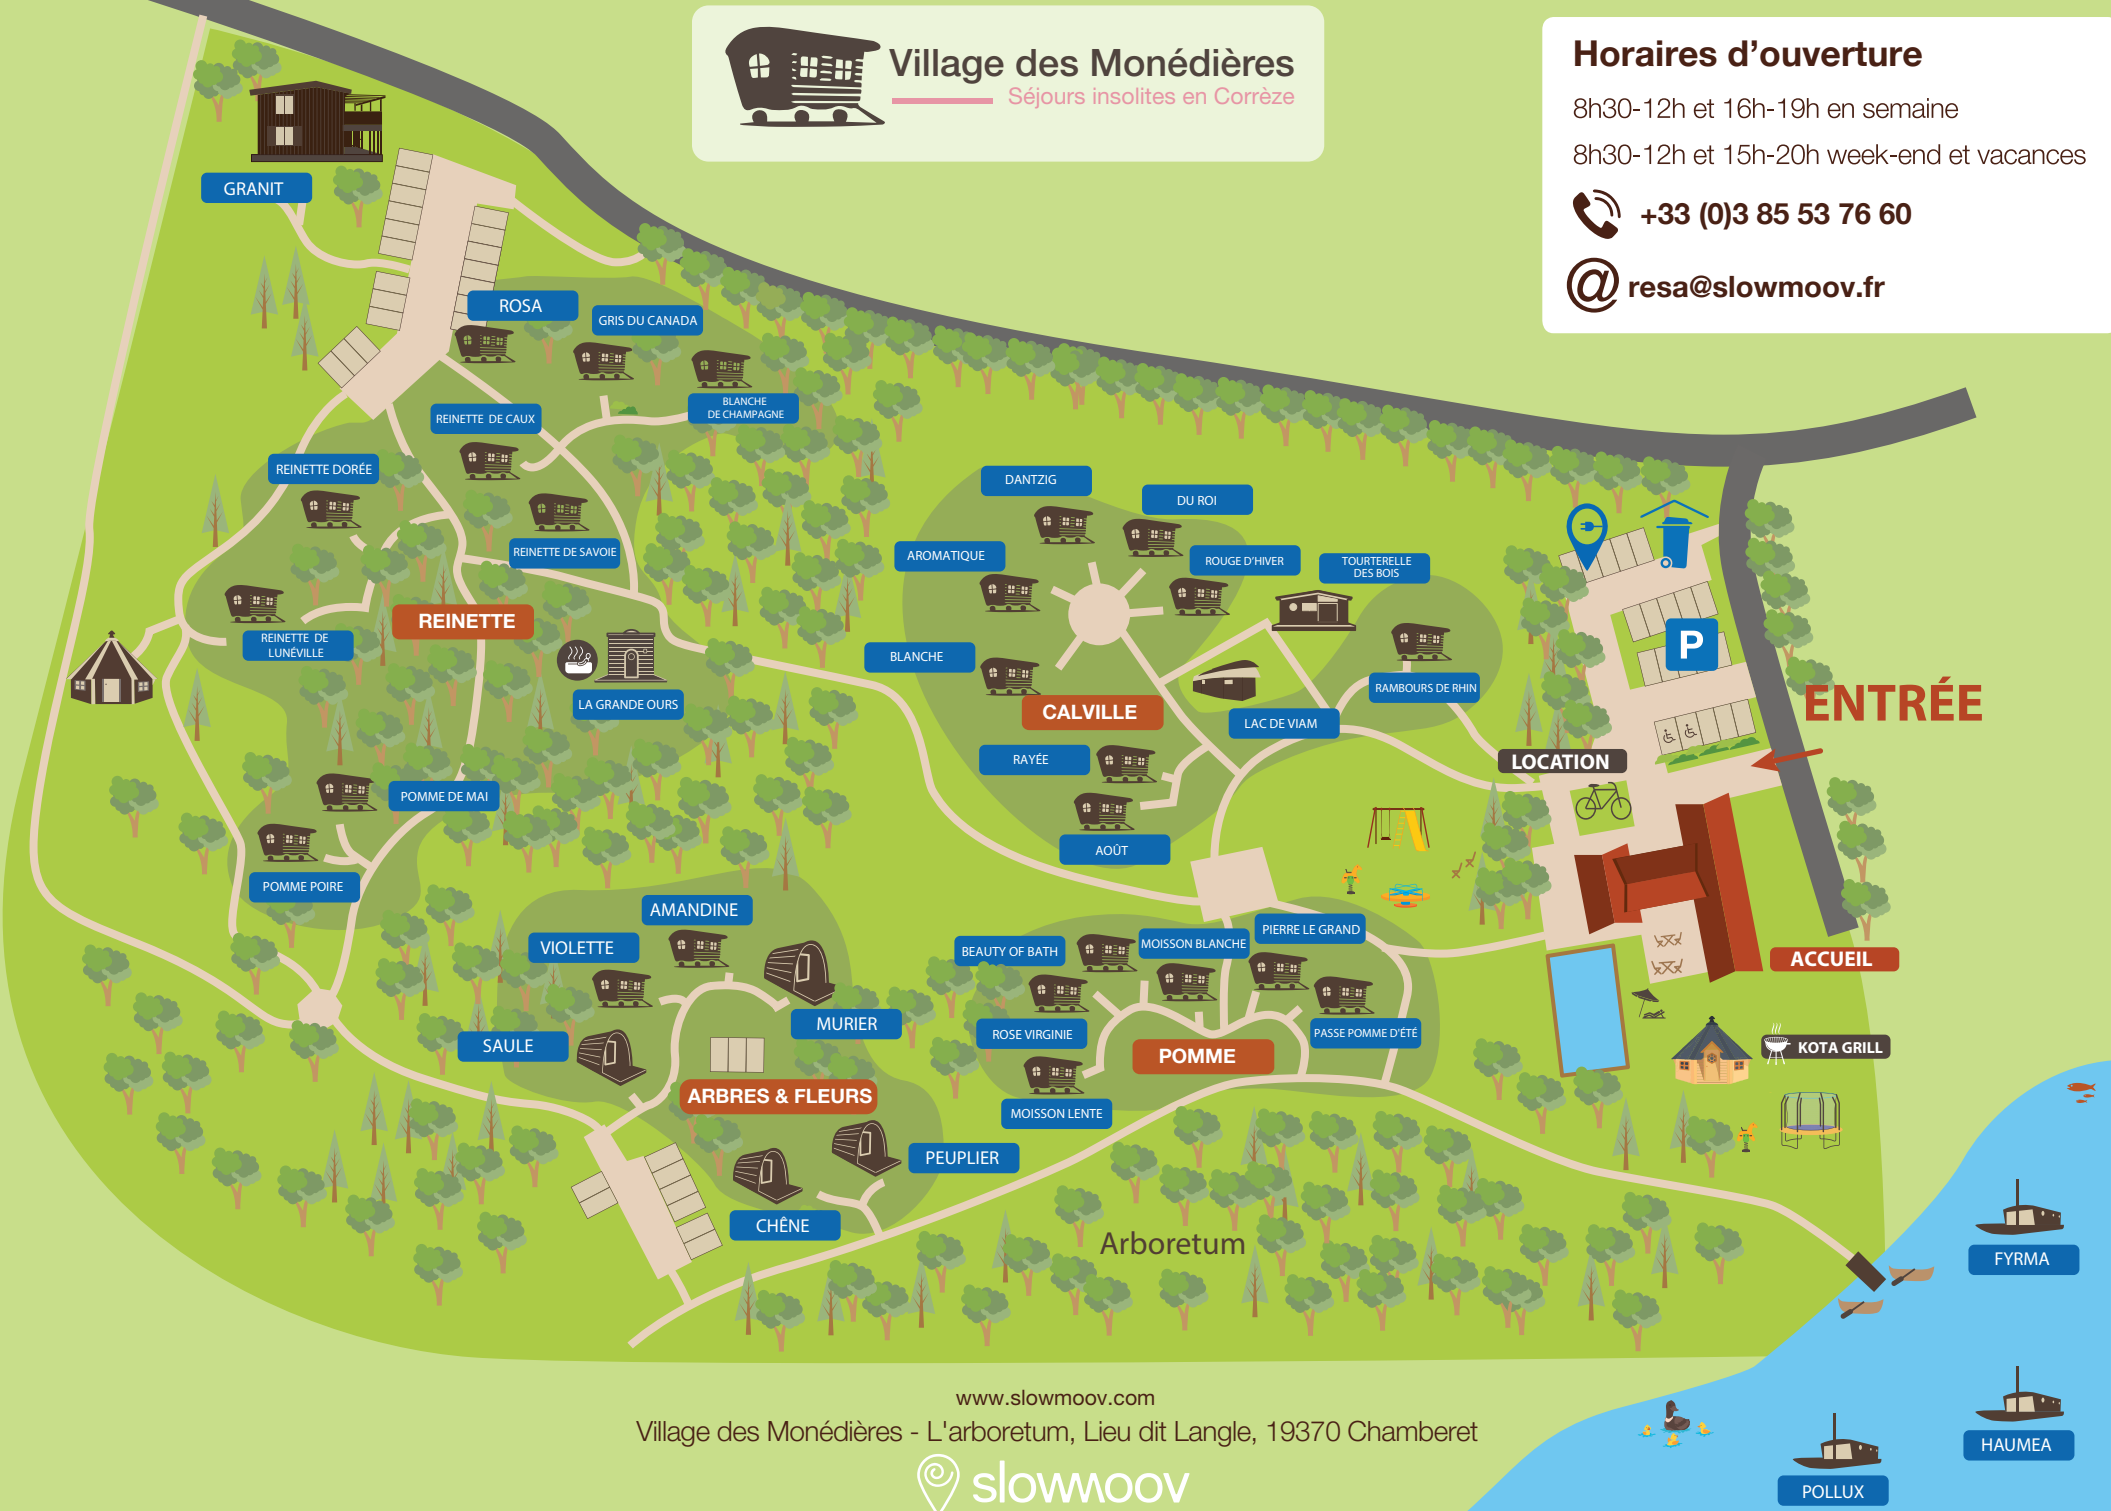 Village des Monédières
Séjours insolites en Corrèze
Horaires d’ouverture
8h30-12h et 16h-19h en semaine
8h30-12h et 15h-20h week-end et vacances
+33 (0)3 85 53 76 60
@ resa@slowmoov.fr
GRANIT
ROSA
GRIS DU CANADA
BLANCHE
DE CHAMPAGNE
REINETTE DE CAUX
REINETTE DORÉE
REINETTE DE SAVOIE
REINETTE
REINETTE DE
LUNÉVILLE
LA GRANDE OURS
POMME DE MAI
POMME POIRE
DANTZIG
DU ROI
AROMATIQUE
ROUGE D’HIVER
TOURTERELLE
DES BOIS
BLANCHE
RAMBOURS DE RHIN
CALVILLE
LAC DE VIAM
RAYÉE
AOÛT
P
ENTRÉE
LOCATION
ACCUEIL
KOTA GRILL
AMANDINE
VIOLETTE
MURIER
SAULE
ARBRES & FLEURS
PEUPLIER
CHÊNE
BEAUTY OF BATH
MOISSON BLANCHE
PIERRE LE GRAND
ROSE VIRGINIE
PASSE POMME D’ÉTÉ
POMME
MOISSON LENTE
Arboretum
FYRMA
HAUMEA
POLLUX
www.slowmoov.com
Village des Monédières - L'arboretum, Lieu dit Langle, 19370 Chamberet
slowmoov